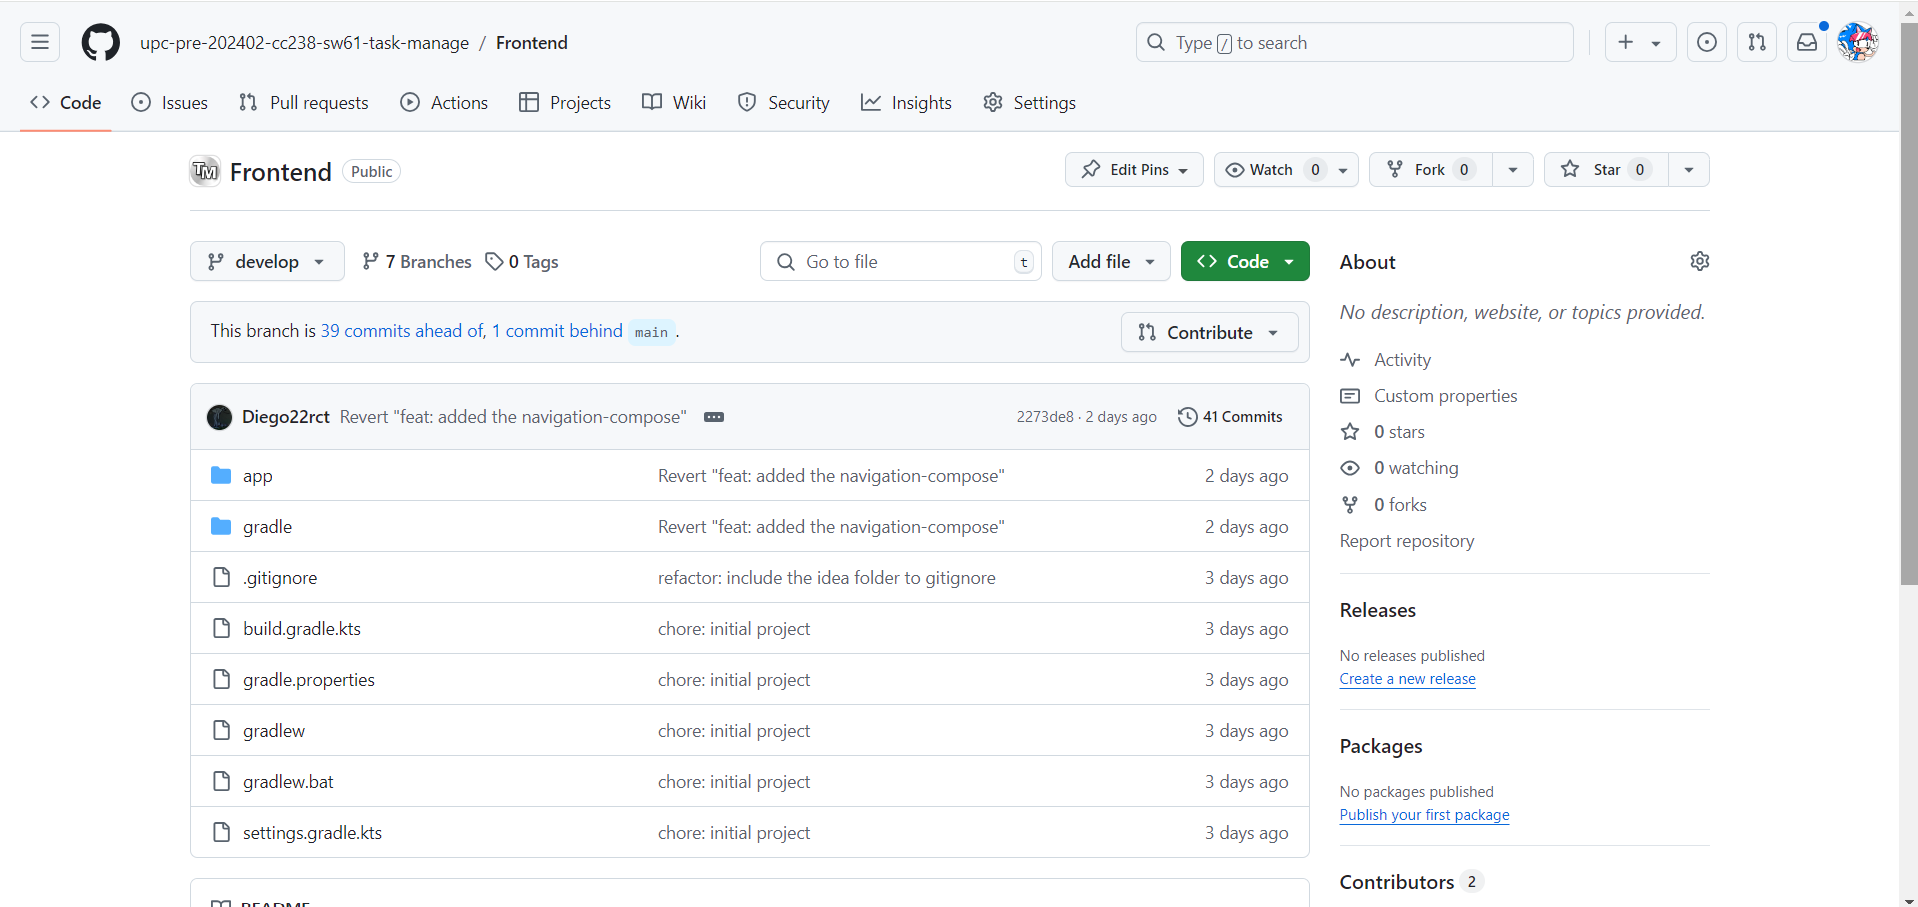 upc-pre-202402-cc238-sw61-task-manage / Frontend
Type / to search
Code Issues Pull requests Actions Projects Wiki Security Insights Settings
TM Frontend Public
Edit Pins Watch 0 Fork 0 Star 0
develop 7 Branches 0 Tags Go to file t Add file Code
This branch is 39 commits ahead of, 1 commit behind main .
Contribute
Diego22rct Revert "feat: added the navigation-compose" 2273de8 · 2 days ago 41 Commits
app Revert "feat: added the navigation-compose" 2 days ago
gradle Revert "feat: added the navigation-compose" 2 days ago
.gitignore refactor: include the idea folder to gitignore 3 days ago
build.gradle.kts chore: initial project 3 days ago
gradle.properties chore: initial project 3 days ago
gradlew chore: initial project 3 days ago
gradlew.bat chore: initial project 3 days ago
settings.gradle.kts chore: initial project 3 days ago
README
About
No description, website, or topics provided.
Activity
Custom properties
0 stars
0 watching
0 forks
Report repository
Releases
No releases published
Create a new release
Packages
No packages published
Publish your first package
Contributors 2